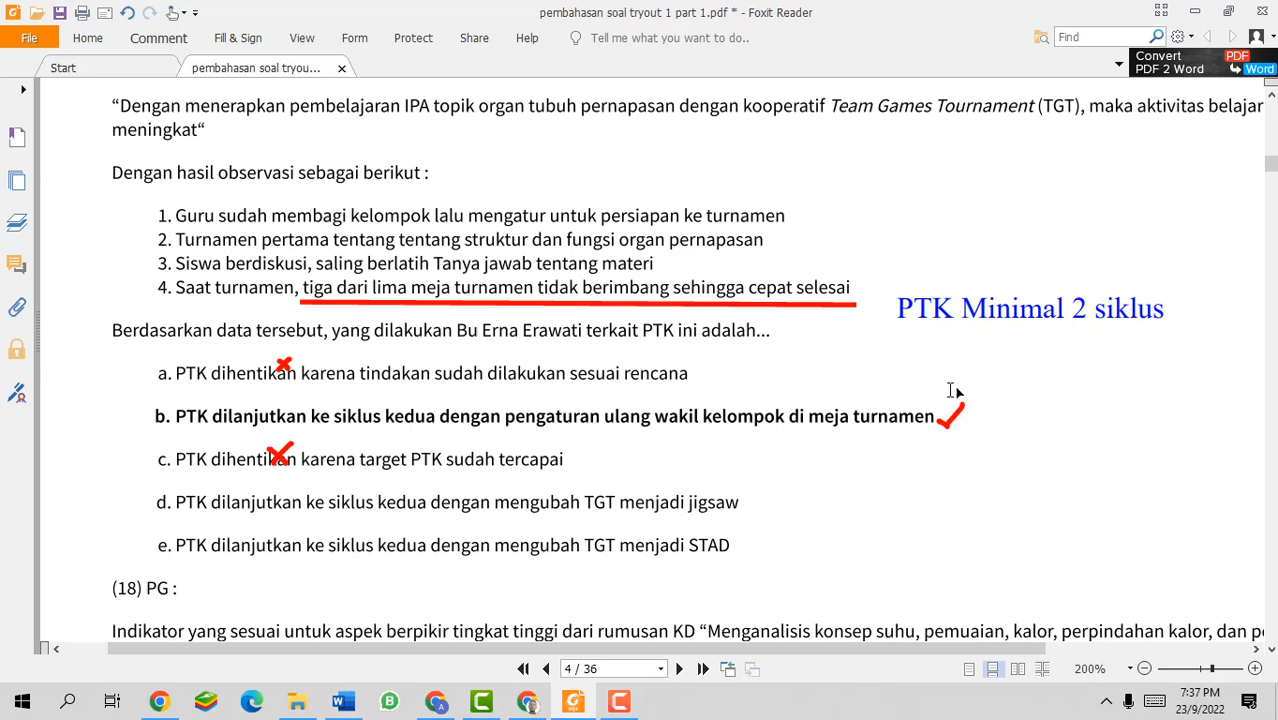 pembahasan soal tryout 1 part 1.pdf * - Foxit Reader
File Home Comment Fill & Sign View Form Protect Share Help Tell me what you want to do.. Find
Start pembahasan soal tryou... Convert PDF
PDF 2 Word Word
“Dengan menerapkan pembelajaran IPA topik organ tubuh pernapasan dengan kooperatif Team Games Tournament (TGT), maka aktivitas belajar
meningkat“
Dengan hasil observasi sebagai berikut :
1. Guru sudah membagi kelompok lalu mengatur untuk persiapan ke turnamen
2. Turnamen pertama tentang tentang struktur dan fungsi organ pernapasan
3. Siswa berdiskusi, saling berlatih Tanya jawab tentang materi
4. Saat turnamen, tiga dari lima meja turnamen tidak berimbang sehingga cepat selesai
PTK Minimal 2 siklus
Berdasarkan data tersebut, yang dilakukan Bu Erna Erawati terkait PTK ini adalah...
a. PTK dihentikan karena tindakan sudah dilakukan sesuai rencana
b. PTK dilanjutkan ke siklus kedua dengan pengaturan ulang wakil kelompok di meja turnamen
c. PTK dihentikan karena target PTK sudah tercapai
d. PTK dilanjutkan ke siklus kedua dengan mengubah TGT menjadi jigsaw
e. PTK dilanjutkan ke siklus kedua dengan mengubah TGT menjadi STAD
(18) PG :
Indikator yang sesuai untuk aspek berpikir tingkat tinggi dari rumusan KD “Menganalisis konsep suhu, pemuaian, kalor, perpindahan kalor, dan pe
4 / 36 200%
7:37 PM
23/9/2022